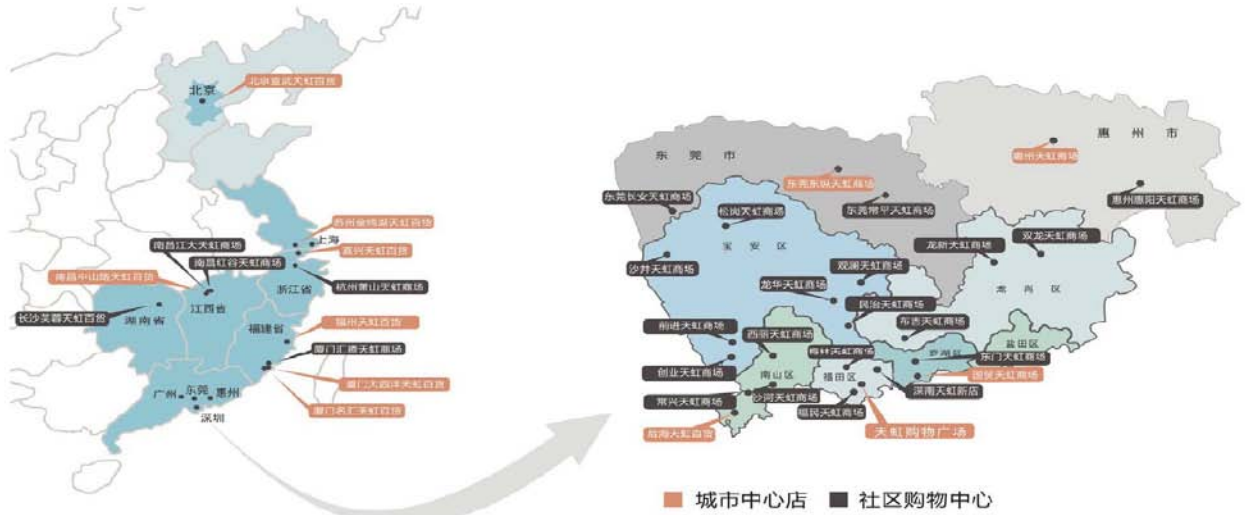 北京
北京宣武天虹百货
苏州金鸡湖天虹百货
上海
嘉兴天虹百货
南昌江大天虹商场
南昌红谷天虹商场
南昌中山路天虹百货
浙江省
杭州萧山天虹商场
江西省
长沙芙蓉天虹百货
湖南省
福建省
福州天虹百货
厦门汇腾天虹商场
厦门大西洋天虹百货
厦门名汇天虹百货
广州
东莞
惠州
深圳
惠州市
惠州天虹商场
惠州惠阳天虹商场
东莞市
东莞东纵天虹商场
东莞长安天虹商场
东莞常平天虹商场
松岗天虹商场
宝安区
沙井天虹商场
观澜天虹商场
龙华天虹商场
民治天虹商场
龙新天虹商场
双龙天虹商场
龙岗区
布吉天虹商场
前进天虹商场
西丽天虹商场
梅林天虹商场
盐田区
罗湖区
东门天虹商场
国贸天虹商场
创业天虹商场
南山区
福田区
深南天虹新店
常兴天虹商场
沙河天虹商场
福民天虹商场
后海天虹百货
天虹购物广场
城市中心店
社区购物中心